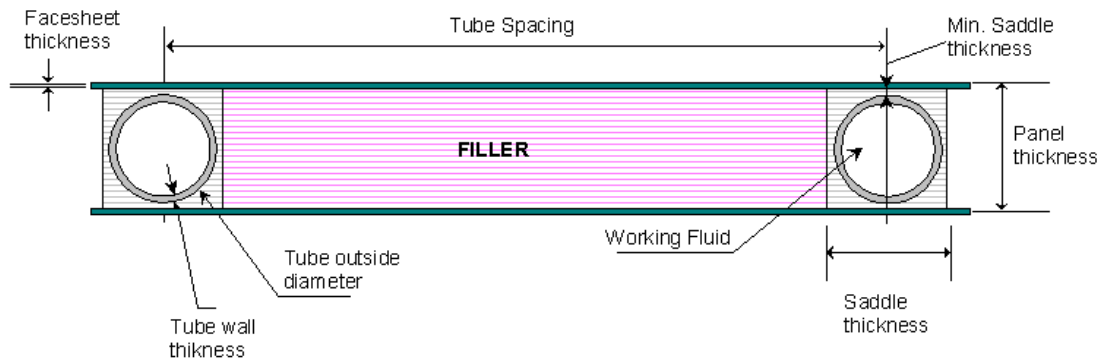 Facesheet
thickness
Tube Spacing
Min. Saddle
thickness
FILLER
Panel
thickness
Working Fluid
Tube outside
diameter
Saddle
thickness
Tube wall
thikness